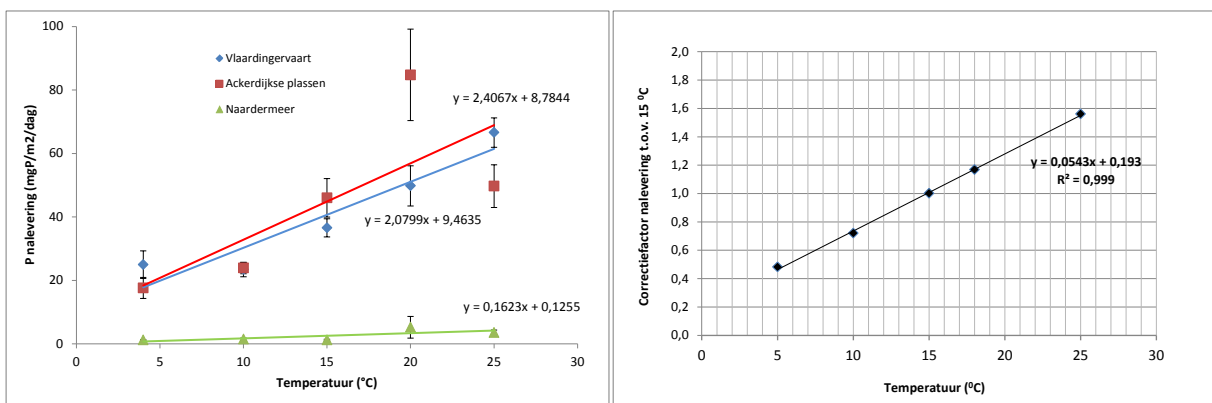 100
80
60
40
20
0
P nalevering (mgP/m2/dag)
Vlaardingervaart
Ackerdijkse plassen
Naardermeer
y = 2,4067x + 8,7844
y = 2,0799x + 9,4635
y = 0,1623x + 0,1255
0 5 10 15 20 25 30
Temperatuur (°C)
2,0
1,8
1,6
1,4
1,2
1,0
0,8
0,6
0,4
0,2
0,0
Correctiefactor nalevering t.o.v. 15 ⁰C
y = 0,0543x + 0,193
R² = 0,999
0 5 10 15 20 25 30
Temperatuur (⁰C)